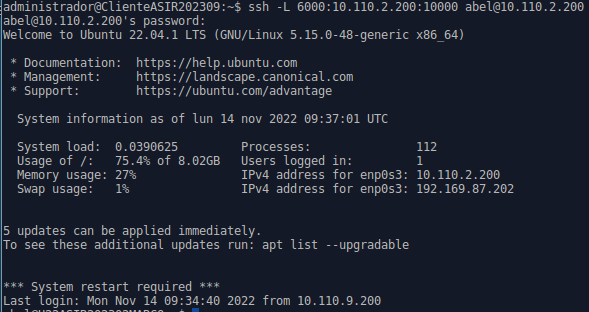 administrador@ClienteASIR202309:~$ ssh -L 6000:10.110.2.200:10000 abel@10.110.2.200
abel@10.110.2.200's password:
Welcome to Ubuntu 22.04.1 LTS (GNU/Linux 5.15.0-48-generic x86_64)
* Documentation: https://help.ubuntu.com
* Management: https://landscape.canonical.com
* Support: https://ubuntu.com/advantage
System information as of lun 14 nov 2022 09:37:01 UTC
System load: 0.0390625 Processes: 112
Usage of /: 75.4% of 8.02GB Users logged in: 1
Memory usage: 27% IPv4 address for enp0s3: 10.110.2.200
Swap usage: 1% IPv4 address for enp0s3: 192.169.87.202
5 updates can be applied immediately.
To see these additional updates run: apt list --upgradable
*** System restart required ***
Last login: Mon Nov 14 09:34:40 2022 from 10.110.9.200